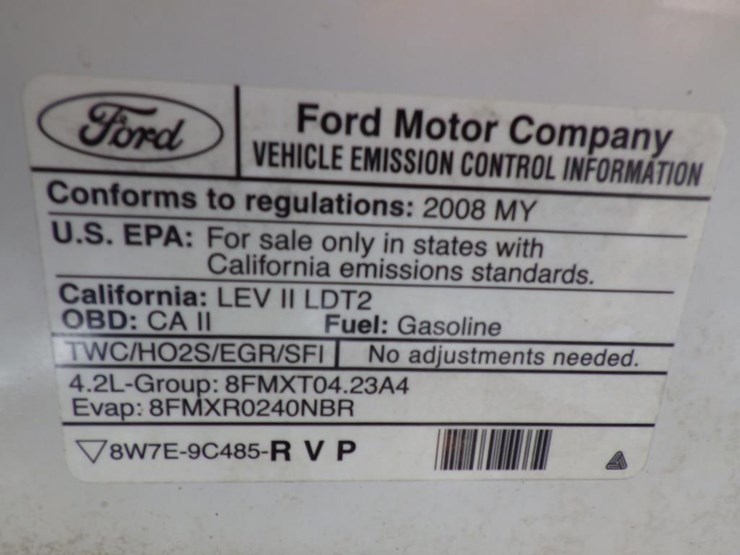 Ford
Ford Motor Company
VEHICLE EMISSION CONTROL INFORMATION
Conforms to regulations: 2008 MY
U.S. EPA: For sale only in states with
California emissions standards.
California: LEV II LDT2
OBD: CA II Fuel: Gasoline
TWC/HO2S/EGR/SFI No adjustments needed.
4.2L-Group: 8FMXT04.23A4
Evap: 8FMXR0240NBR
8W7E-9C485-R V P